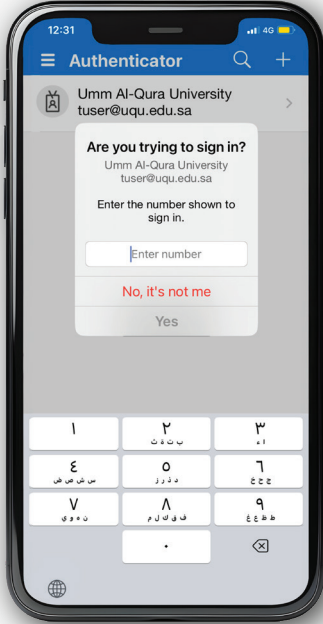 12:31
4G
Authenticator
Umm Al-Qura University
tuser@uqu.edu.sa
Are you trying to sign in?
Umm Al-Qura University
tuser@uqu.edu.sa
Enter the number shown to
sign in.
Enter number
No, it's not me
Yes
١ ٢ ٣
ب ت ة ث ا ء
٤ ٥ ٦
س ش ص ض د ذ ر ز ج ح خ
٧ ٨ ٩
ن ه و ي ف ق ك ل م ط ظ ع غ
٠